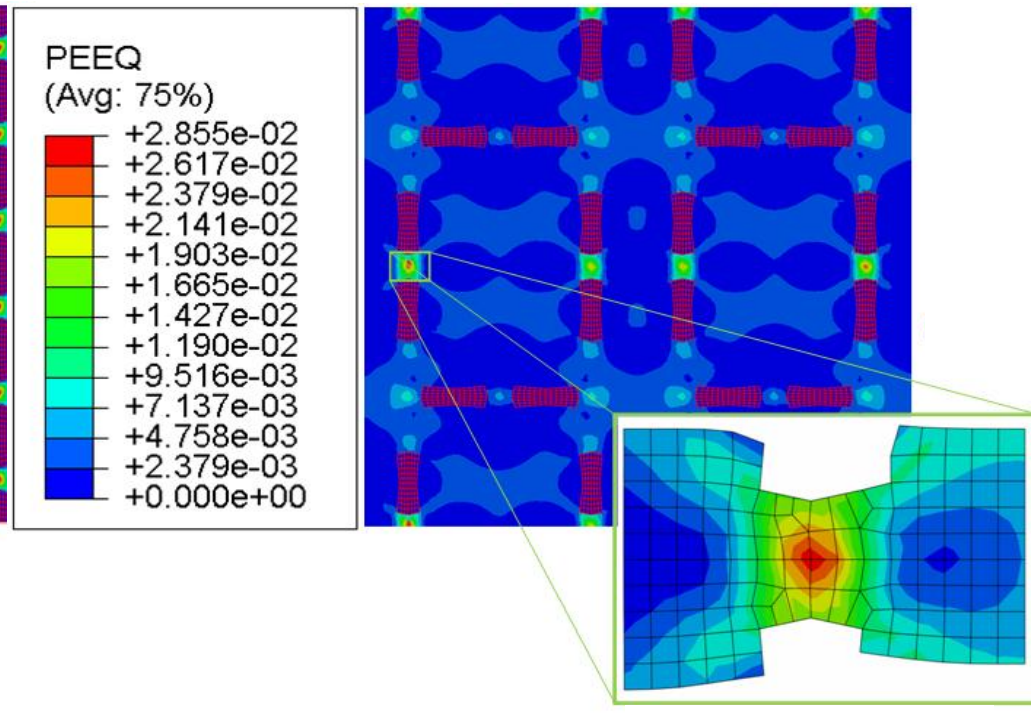 PEEQ
(Avg: 75%)
+2.855e-02
+2.617e-02
+2.379e-02
+2.141e-02
+1.903e-02
+1.665e-02
+1.427e-02
+1.190e-02
+9.516e-03
+7.137e-03
+4.758e-03
+2.379e-03
+0.000e+00